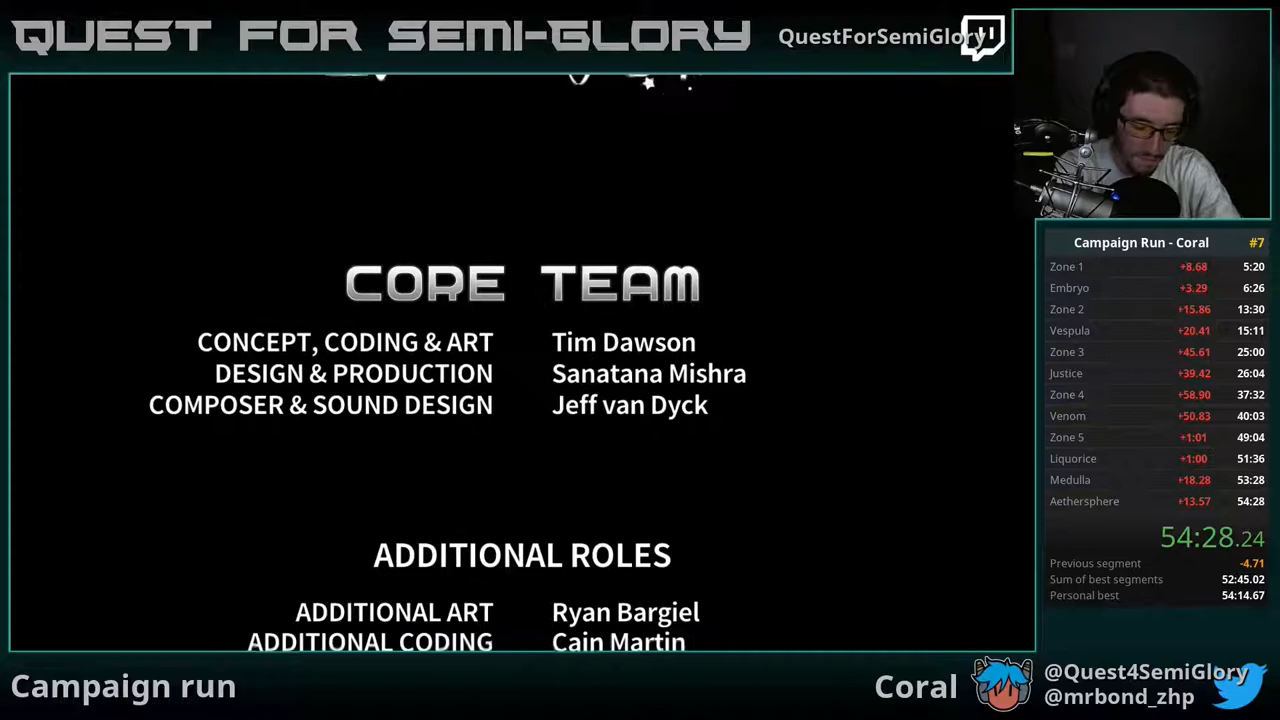 QUEST FOR SEMI-GLORY
QuestForSemiGlory
CORE TEAM
CONCEPT, CODING & ART Tim Dawson
DESIGN & PRODUCTION Sanatana Mishra
COMPOSER & SOUND DESIGN Jeff van Dyck
ADDITIONAL ROLES
ADDITIONAL ART Ryan Bargiel
ADDITIONAL CODING Cain Martin
Campaign Run - Coral #7
Zone 1 +8.68 5:20
Embryo +3.29 6:26
Zone 2 +15.86 13:30
Vespula +20.41 15:11
Zone 3 +45.61 25:00
Justice +39.42 26:04
Zone 4 +58.90 37:32
Venom +50.83 40:03
Zone 5 +1:01 49:04
Liquorice +1:00 51:36
Medulla +18.28 53:28
Aethersphere +13.57 54:28
54:28.24
Previous segment -4.71
Sum of best segments 52:45.02
Personal best 54:14.67
Campaign run
Coral
@Quest4SemiGlory
@mrbond_zhp